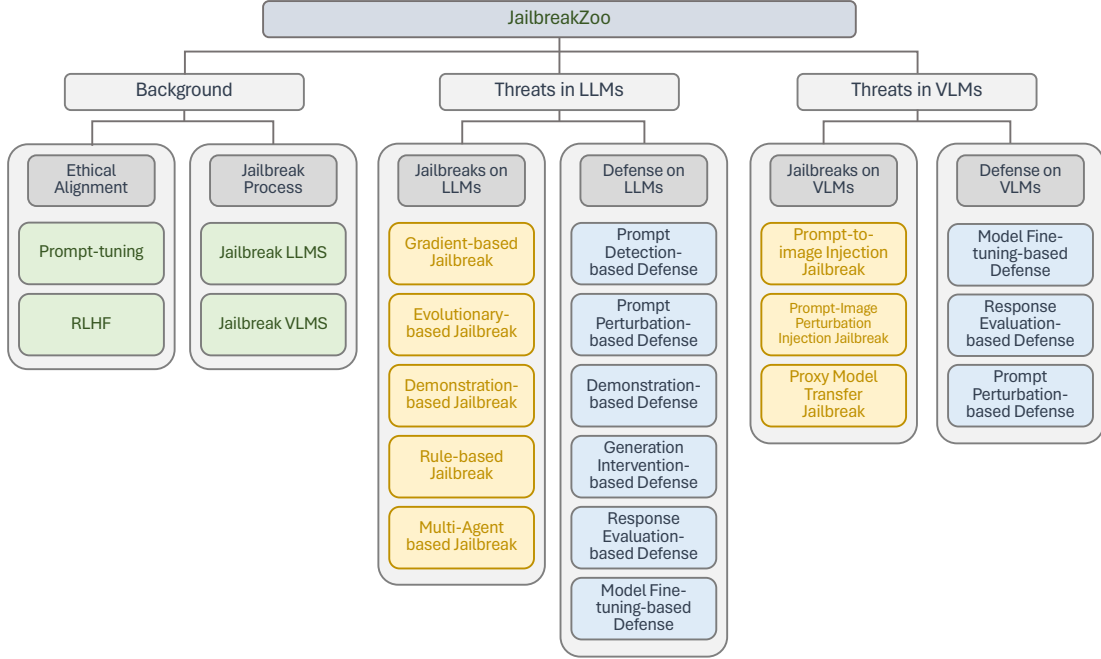 JailbreakZoo
Background
Threats in LLMs
Threats in VLMs
Ethical
Alignment
Prompt-tuning
RLHF
Jailbreak
Process
Jailbreak LLMS
Jailbreak VLMS
Jailbreaks on
LLMs
Gradient-based
Jailbreak
Evolutionary-
based Jailbreak
Demonstration-
based Jailbreak
Rule-based
Jailbreak
Multi-Agent
based Jailbreak
Defense on
LLMs
Prompt
Detection-
based Defense
Prompt
Perturbation-
based Defense
Demonstration-
based Defense
Generation
Intervention-
based Defense
Response
Evaluation-
based Defense
Model Fine-
tuning-based
Defense
Jailbreaks on
VLMs
Prompt-to-
image Injection
Jailbreak
Prompt-Image
Perturbation
Injection Jailbreak
Proxy Model
Transfer
Jailbreak
Defense on
VLMs
Model Fine-
tuning-based
Defense
Response
Evaluation-
based Defense
Prompt
Perturbation-
based Defense